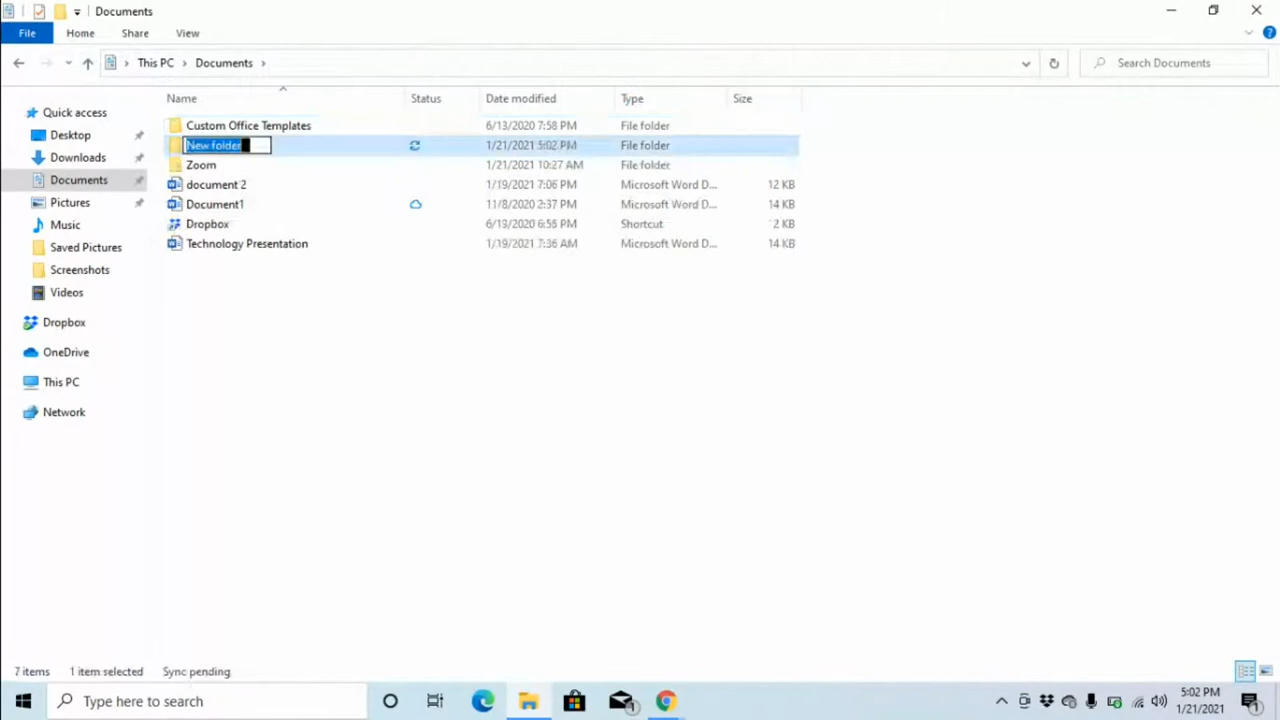 Documents
File Home Share View
This PC Documents Search Documents
Name Status Date modified Type Size
Quick access
Desktop
Downloads
Documents
Pictures
Music
Saved Pictures
Screenshots
Videos
Dropbox
OneDrive
This PC
Network
Custom Office Templates 6/13/2020 7:58 PM File folder
New folder 1/21/2021 5:02 PM File folder
Zoom 1/21/2021 10:27 AM File folder
document 2 1/19/2021 7:06 PM Microsoft Word D... 12 KB
Document1 11/8/2020 2:37 PM Microsoft Word D... 14 KB
Dropbox 6:55 PM Shortcut 2 KB
Technology Presentation 1/19/2021 7:36 AM Microsoft Word D... 14 KB
7 items 1 item selected Sync pending
Type here to search 1 5:02 PM 1
1/21/2021